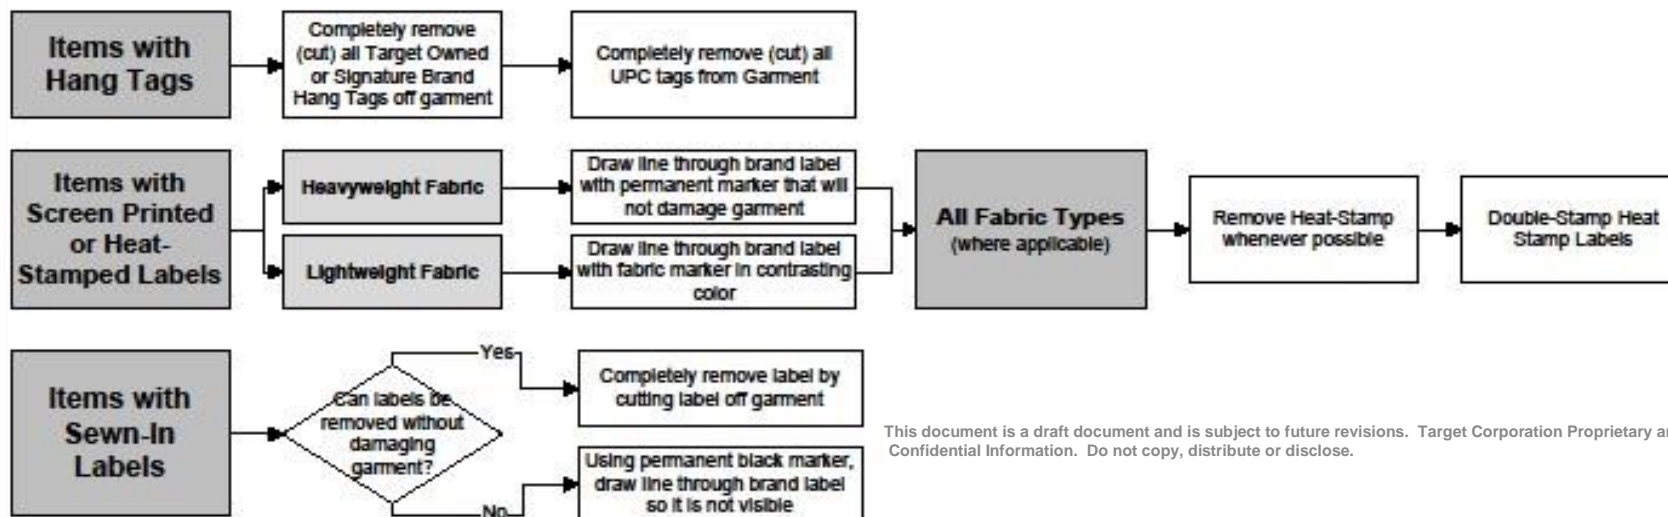 Items with
Hang Tags
Completely remove
(cut) all Target Owned
or Signature Brand
Hang Tags off garment
Completely remove (cut) all
UPC tags from Garment
Items with
Screen Printed
or Heat-
Stamped Labels
Heavyweight Fabric
Draw line through brand label
with permanent marker that will
not damage garment
Lightweight Fabric
Draw line through brand label
with fabric marker in contrasting
color
All Fabric Types
(where applicable)
Remove Heat-Stamp
whenever possible
Double-Stamp Heat
Stamp Labels
Items with
Sewn-In
Labels
Can labels be
removed without
damaging
garment?
Yes
Completely remove label by
cutting label off garment
No
Using permanent black marker,
draw line through brand label
so it is not visible
This document is a draft document and is subject to future revisions. Target Corporation Proprietary
Confidential Information. Do not copy, distribute or disclose.